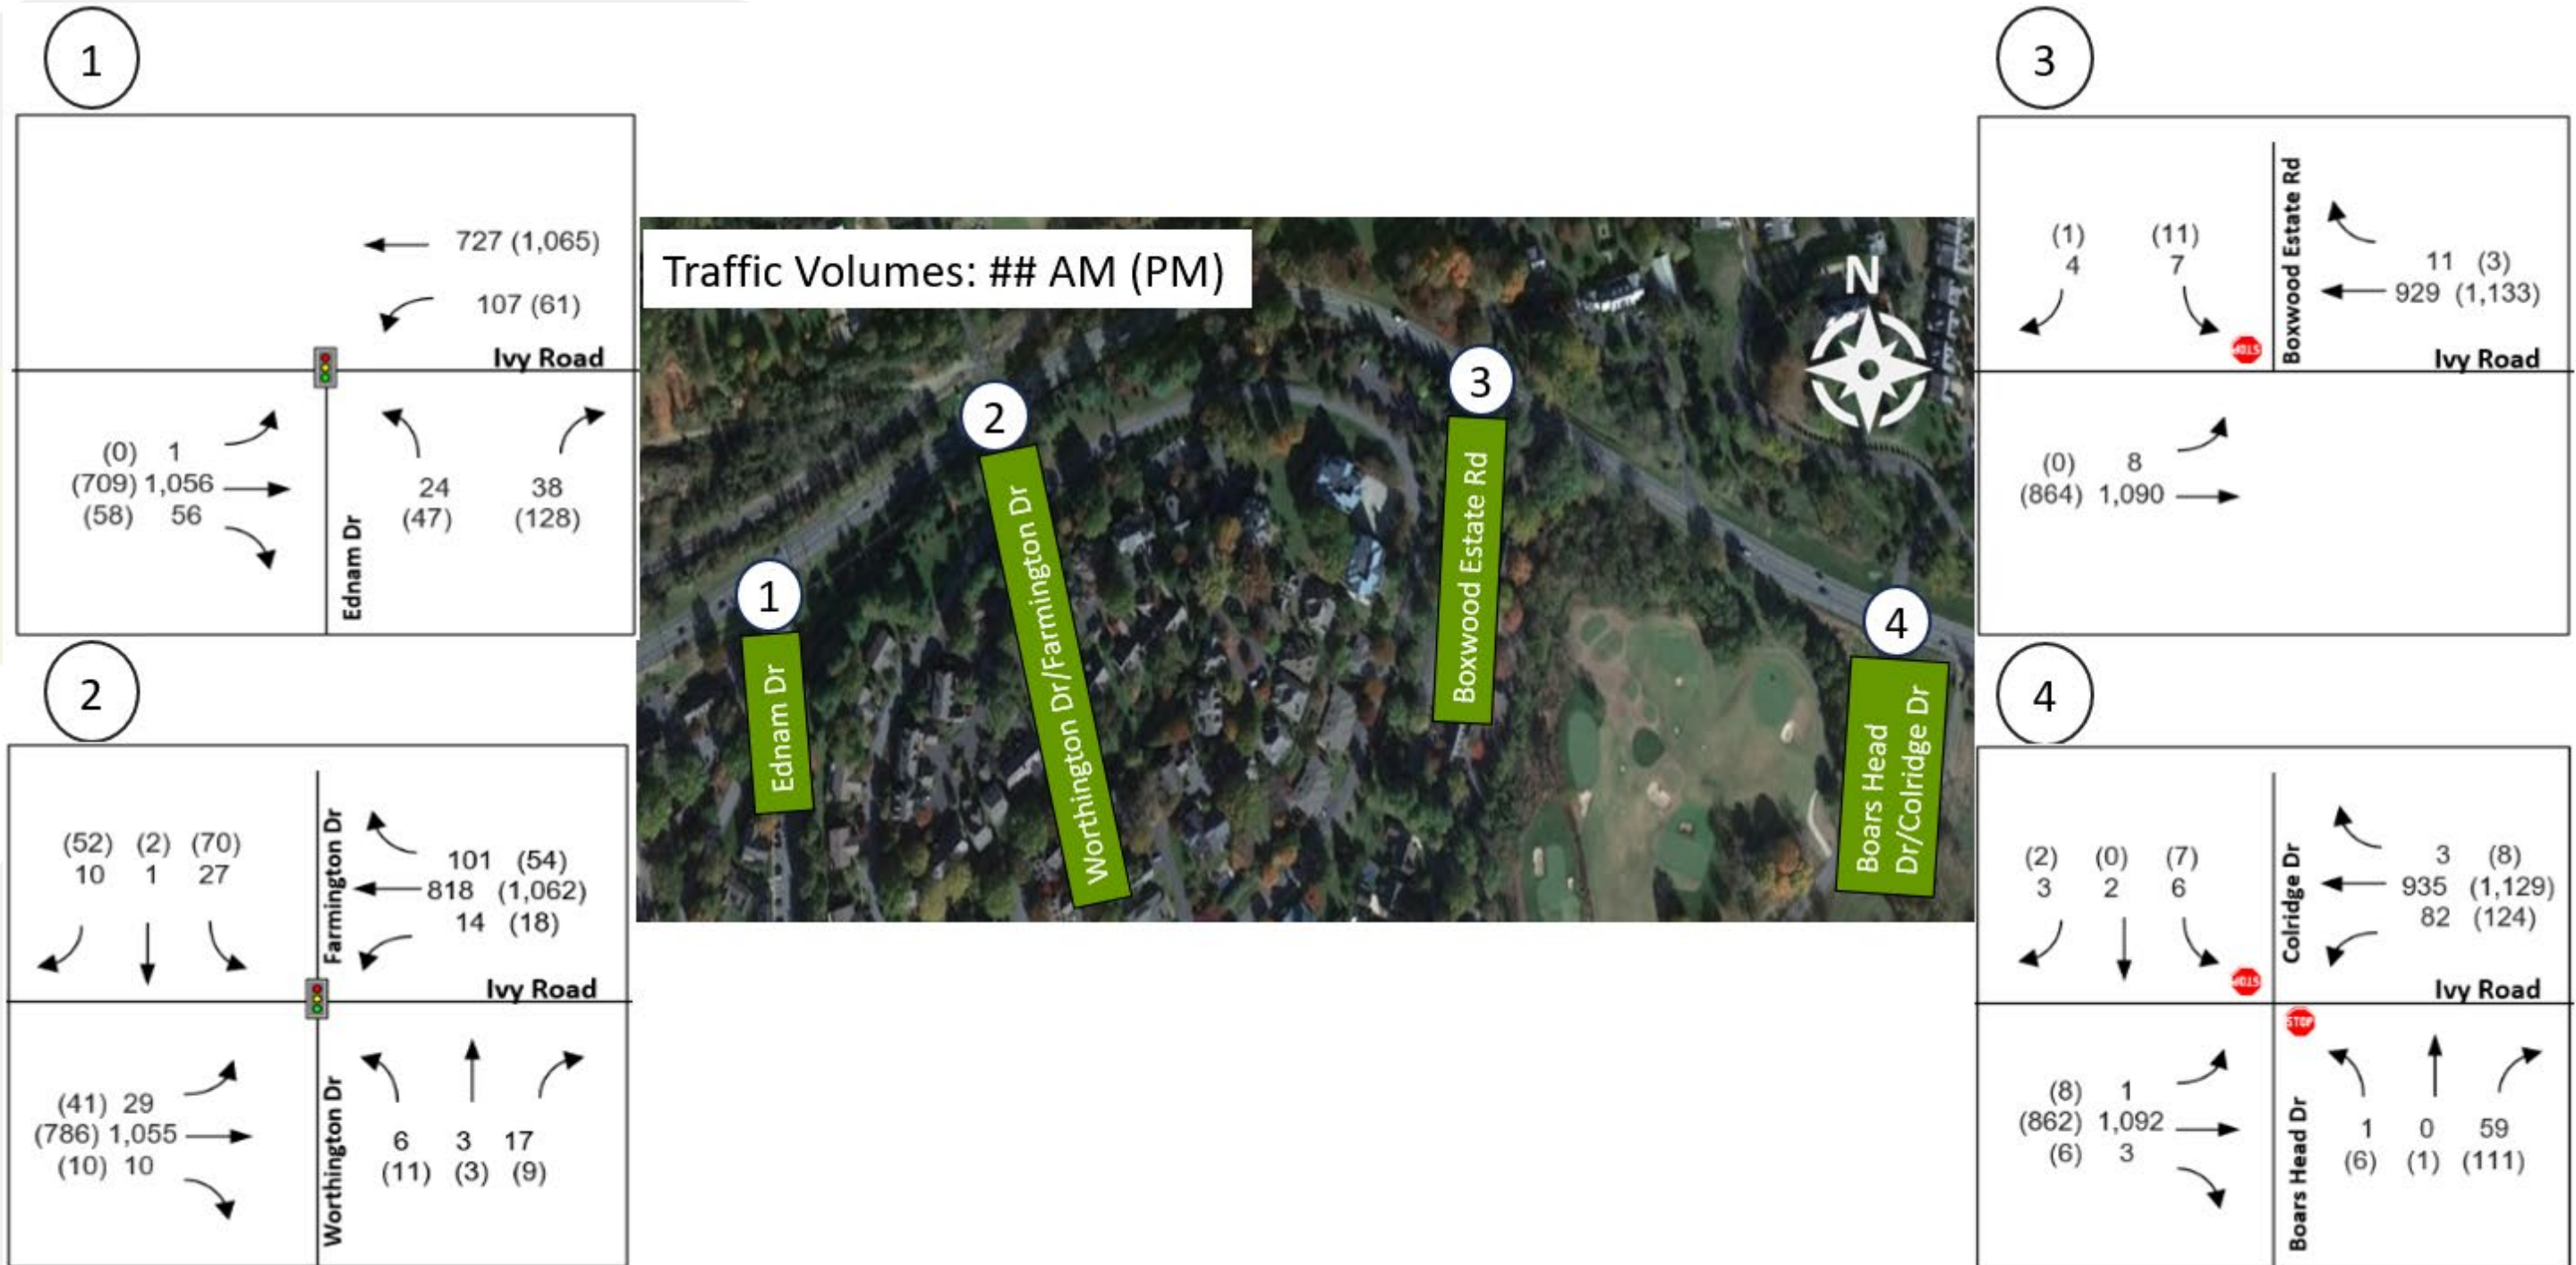 1
727 (1,065)
107 (61)
Ivy Road
(0) 1
(709) 1,056
(58) 56
Ednam Dr
24 38
(47) (128)
2
(52) (2) (70)
10 1 27
Farmington Dr
101 (54)
818 (1,062)
14 (18)
Ivy Road
(41) 29
(786) 1,055
(10) 10
Worthington Dr
6 3 17
(11) (3) (9)
Traffic Volumes: ## AM (PM)
N
1
Ednam Dr
2
Worthington Dr/Farmington Dr
3
Boxwood Estate Rd
4
Boars Head
Dr/Colridge Dr
3
(1) (11)
4 7
STOP
Boxwood Estate Rd
11 (3)
929 (1,133)
Ivy Road
(0) 8
(864) 1,090
4
(2) (0) (7)
3 2 6
STOP
Colridge Dr
3 (8)
935 (1,129)
82 (124)
Ivy Road
STOP
(8) 1
(862) 1,092
(6) 3
Boars Head Dr
1 0 59
(6) (1) (111)